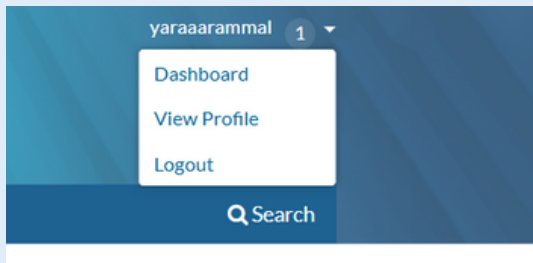 yaraaarammal 1
Dashboard
View Profile
Logout
Search